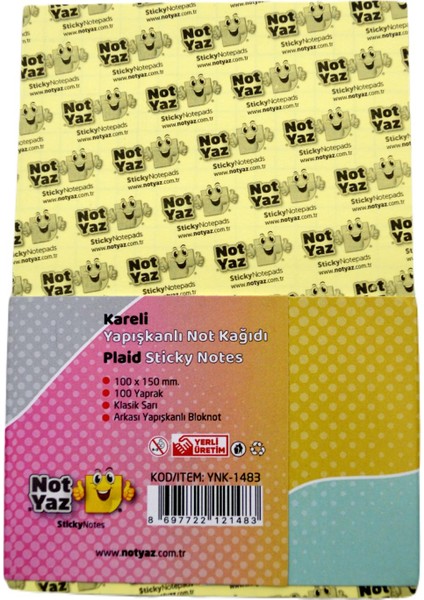 Not Yaz
StickyNotepads
www.notyaz.com.tr
Kareli
Yapışkanlı Not Kağıdı
Plaid Sticky Notes
100 x 150 mm.
100 Yaprak
Klasik Sarı
Arkası Yapışkanlı Bloknot
YERLİ
ÜRETİM
KOD/ITEM: YNK-1483
8 697722 121483
Not
Yaz
StickyNotes
www.notyaz.com.tr